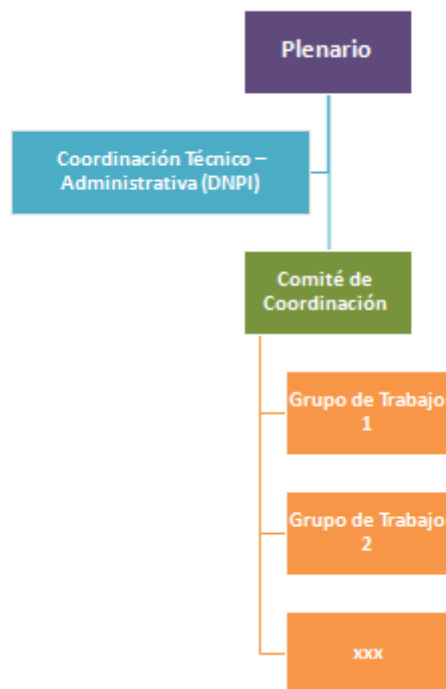 Plenario
Coordinación Técnico –
Administrativa (DNPI)
Comité de
Coordinación
Grupo de Trabajo
1
Grupo de Trabajo
2
xxx